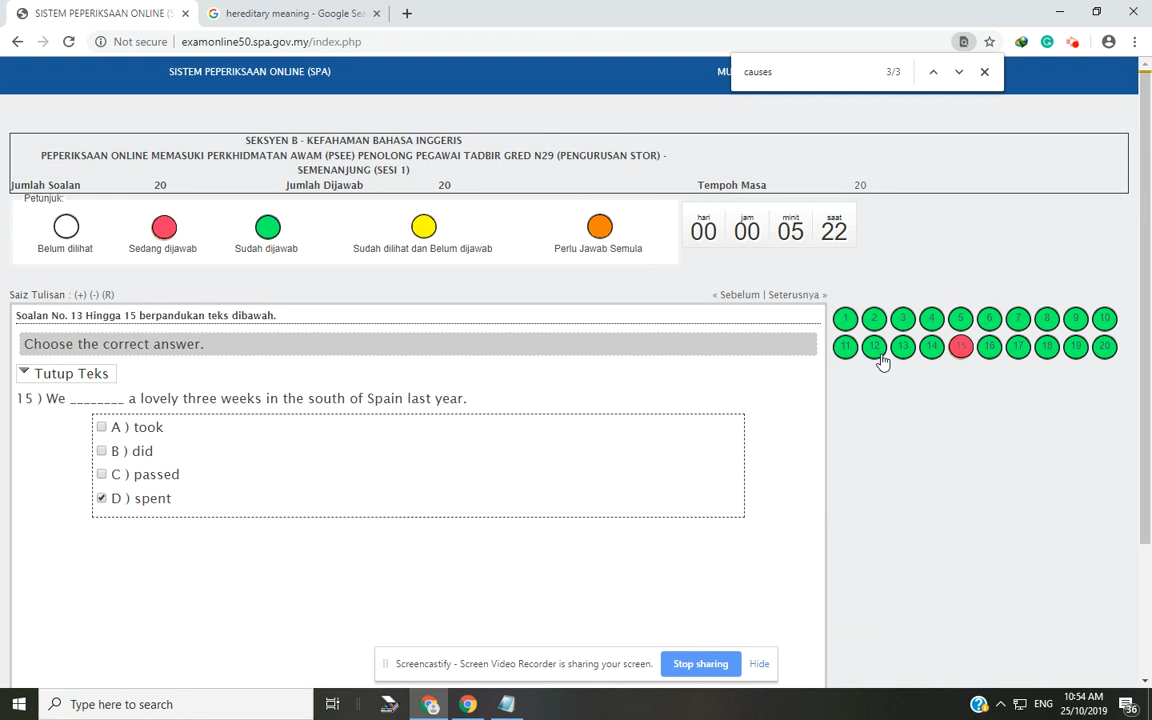 SISTEM PEPERIKSAAN ONLINE (S
hereditary meaning - Google Sea
Not secure | examonline50.spa.gov.my/index.php
causes 3/3
SISTEM PEPERIKSAAN ONLINE (SPA)
MU
SEKSYEN B - KEFAHAMAN BAHASA INGGERIS
PEPERIKSAAN ONLINE MEMASUKI PERKHIDMATAN AWAM (PSEE) PENOLONG PEGAWAI TADBIR GRED N29 (PENGURUSAN STOR) -
SEMENANJUNG (SESI 1)
Jumlah Soalan 20 Jumlah Dijawab 20 Tempoh Masa 20
Petunjuk:
Belum dilihat Sedang dijawab Sudah dijawab Sudah dilihat dan Belum dijawab Perlu Jawab Semula
hari jam minit saat
00 00 05 22
Saiz Tulisan : (+) (-) (R)
« Sebelum | Seterusnya »
Soalan No. 13 Hingga 15 berpandukan teks dibawah.
1 2 3 4 5 6 7 8 9 10
11 12 13 14 15 16 17 18 19 20
Choose the correct answer.
Tutup Teks
15 ) We ________ a lovely three weeks in the south of Spain last year.
A ) took
B ) did
C ) passed
D ) spent
Screencastify - Screen Video Recorder is sharing your screen. Stop sharing Hide
Type here to search
ENG
10:54 AM
25/10/2019
36